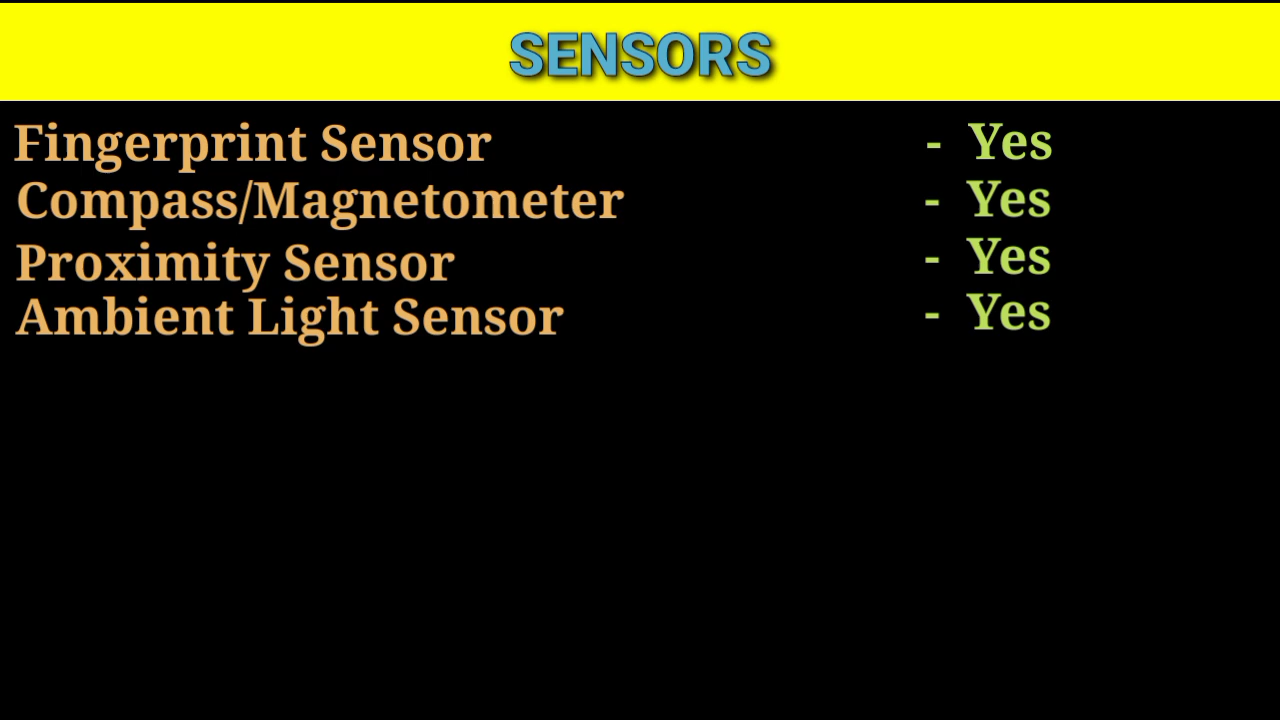 SENSORS
Fingerprint Sensor - Yes
Compass/Magnetometer - Yes
Proximity Sensor - Yes
Ambient Light Sensor - Yes